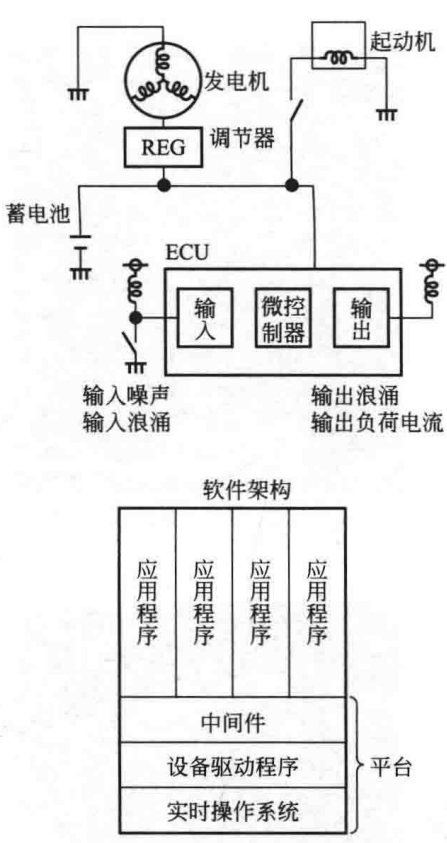 起动机
发电机
REG
调节器
蓄电池
ECU
输入
微控制器
输出
输入噪声
输入浪涌
输出浪涌
输出负荷电流
软件架构
应用程序
应用程序
应用程序
应用程序
中间件
设备驱动程序
平台
实时操作系统